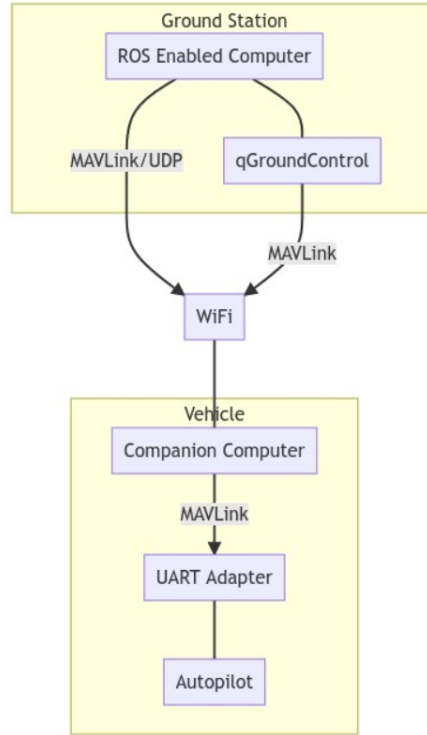 Ground Station
ROS Enabled Computer
MAVLink/UDP
qGroundControl
MAVLink
WiFi
Vehicle
Companion Computer
MAVLink
UART Adapter
Autopilot